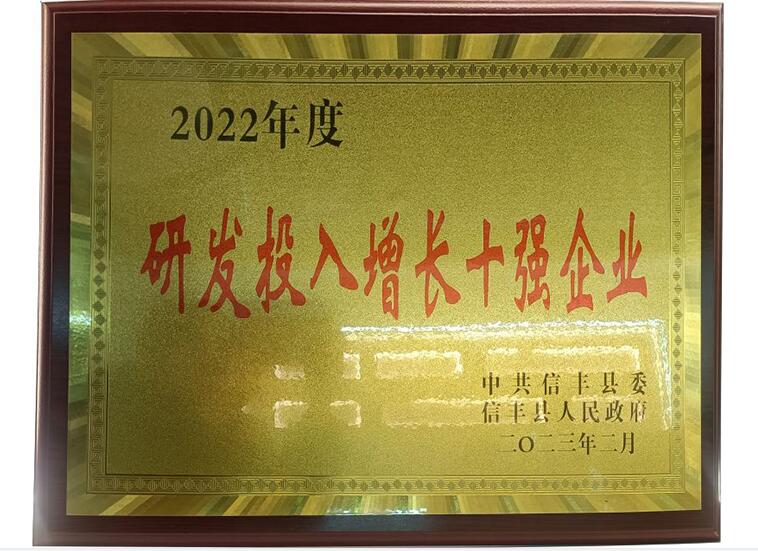 2022年度
研发投入增长十强企业
中共信丰县委
信丰县人民政府
二〇二三年二月